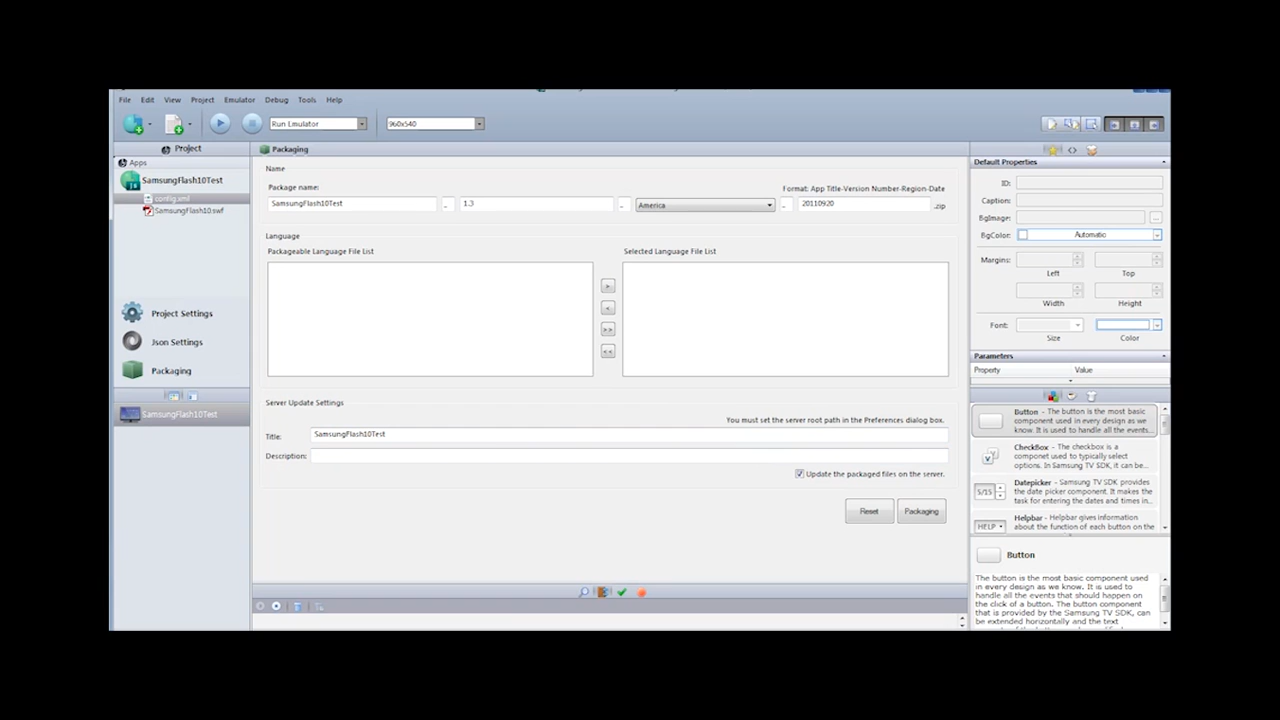 File Edit View Project Emulator Debug Tools Help
Run Emulator 960x540
Project
Packaging
Apps
SamsungFlash10Test
config.xml
SamsungFlash10.swf
Project Settings
Json Settings
Packaging
SamsungFlash10Test
Name
Package name: Format: App Title-Version Number-Region-Date
SamsungFlash10Test - 1.3 - America - 20110920 .zip
Language
Packageable Language File List Selected Language File List
>
<
>>
<<
Server Update Settings
You must set the server root path in the Preferences dialog box.
Title: SamsungFlash10Test
Description:
Update the packaged files on the server.
Reset Packaging
Default Properties
ID:
Caption:
BgImage: ...
BgColor: Automatic
Margins:
Left Top
Width Height
Font:
Size Color
Parameters
Property Value
Button - The button is the most basic
component used in every design as we
know. It is used to handle all the events...
CheckBox - The checkbox is a
componet used to typically select
options. In Samsung TV SDK, it can be...
5/15
Datepicker - Samsung TV SDK provides
the date picker component. It makes the
task for entering the dates and times in...
HELP
Helpbar - Helpbar gives information
about the function of each button on the
Button
The button is the most basic component used
in every design as we know. It is used to
handle all the events that should happen on
the click of a button. The button component
that is provided by the Samsung TV SDK, can
be extended horizontally and the text